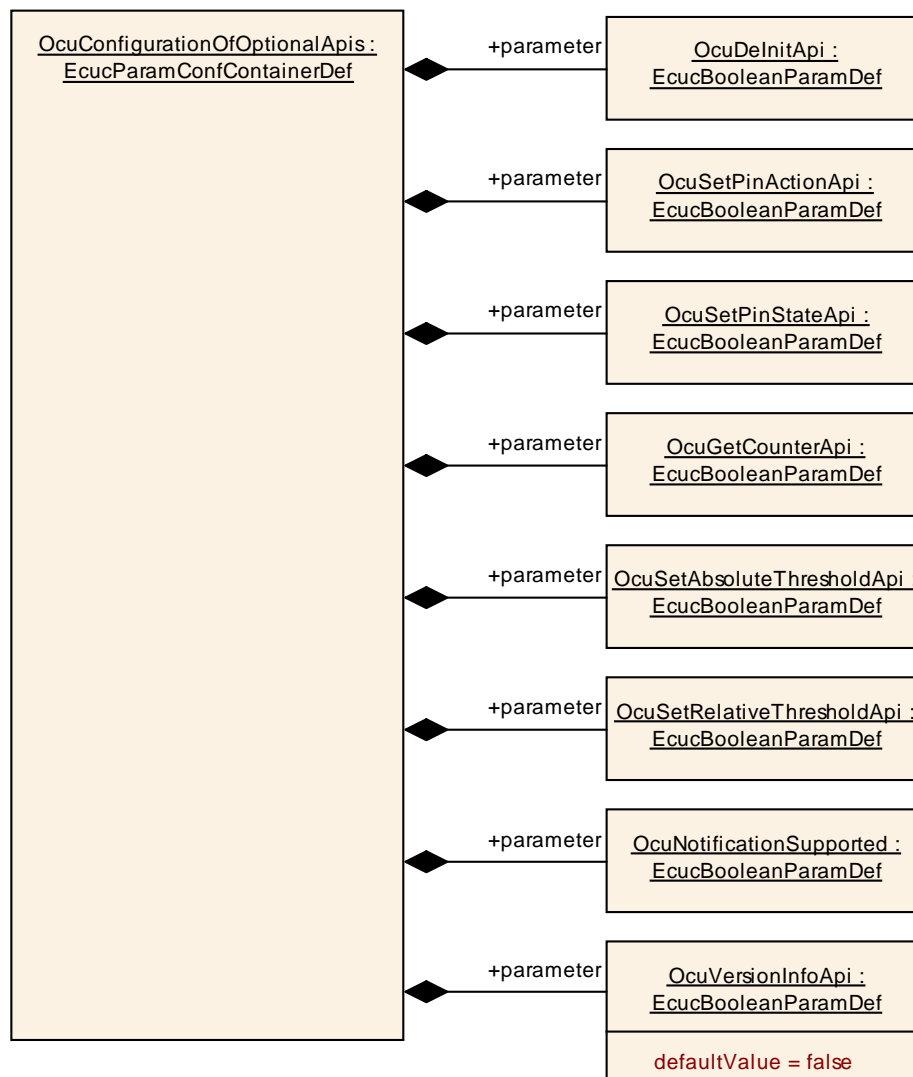 OcuConfigurationOfOptionalApis :
EcucParamConfContainerDef
+parameter
OcuDeInitApi :
EcucBooleanParamDef
+parameter
OcuSetPinActionApi :
EcucBooleanParamDef
+parameter
OcuSetPinStateApi :
EcucBooleanParamDef
+parameter
OcuGetCounterApi :
EcucBooleanParamDef
+parameter
OcuSetAbsoluteThresholdApi :
EcucBooleanParamDef
+parameter
OcuSetRelativeThresholdApi :
EcucBooleanParamDef
+parameter
OcuNotificationSupported :
EcucBooleanParamDef
+parameter
OcuVersionInfoApi :
EcucBooleanParamDef
defaultValue = false